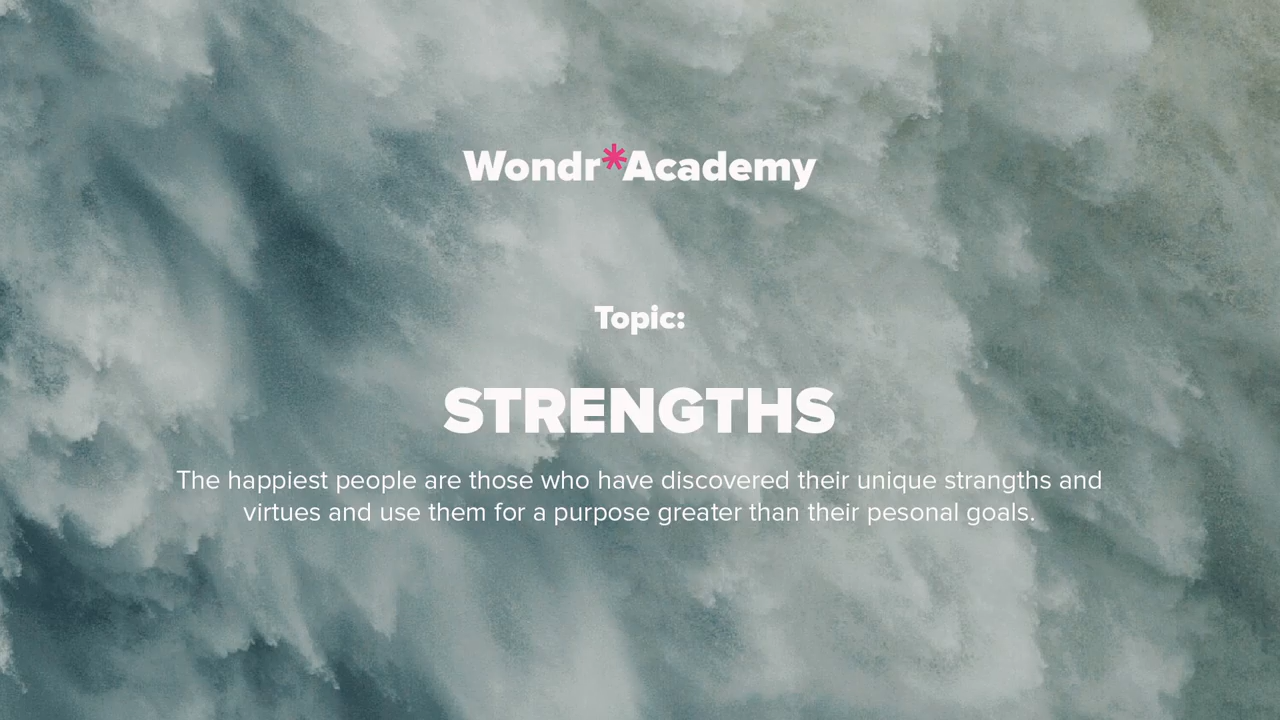 Wondr*Academy
Topic:
STRENGTHS
The happiest people are those who have discovered their unique strangths and
virtues and use them for a purpose greater than their pesonal goals.